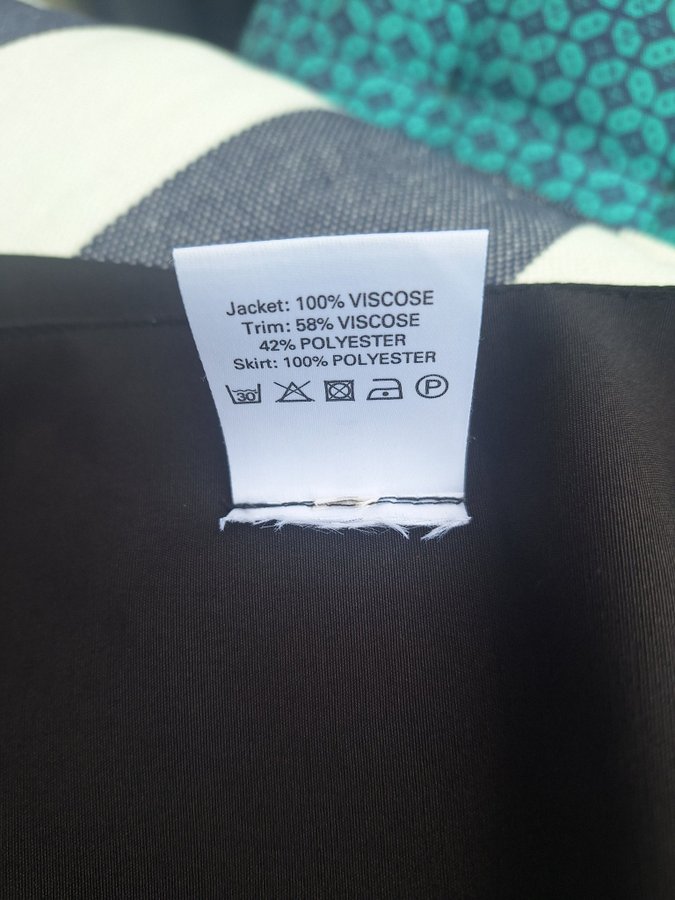 Jacket: 100% VISCOSE
Trim: 58% VISCOSE
42% POLYESTER
Skirt: 100% POLYESTER
30 P